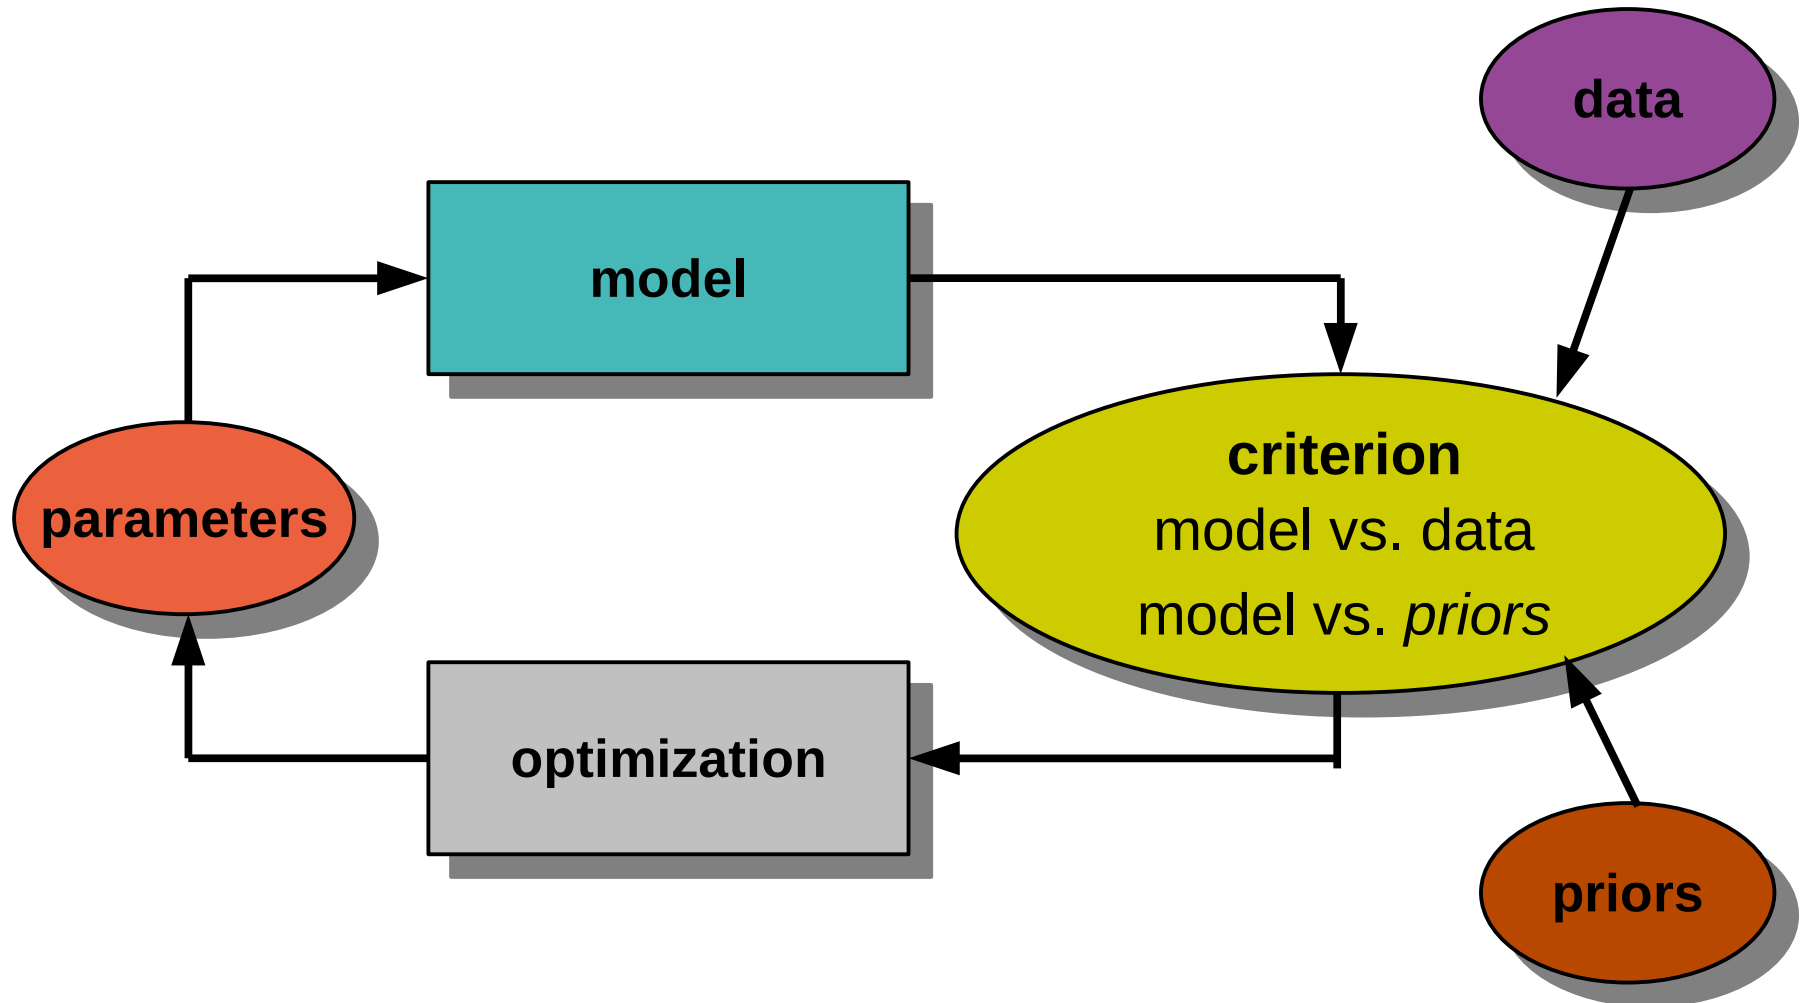 data
model
criterion
model vs. data
model vs. priors
parameters
optimization
priors